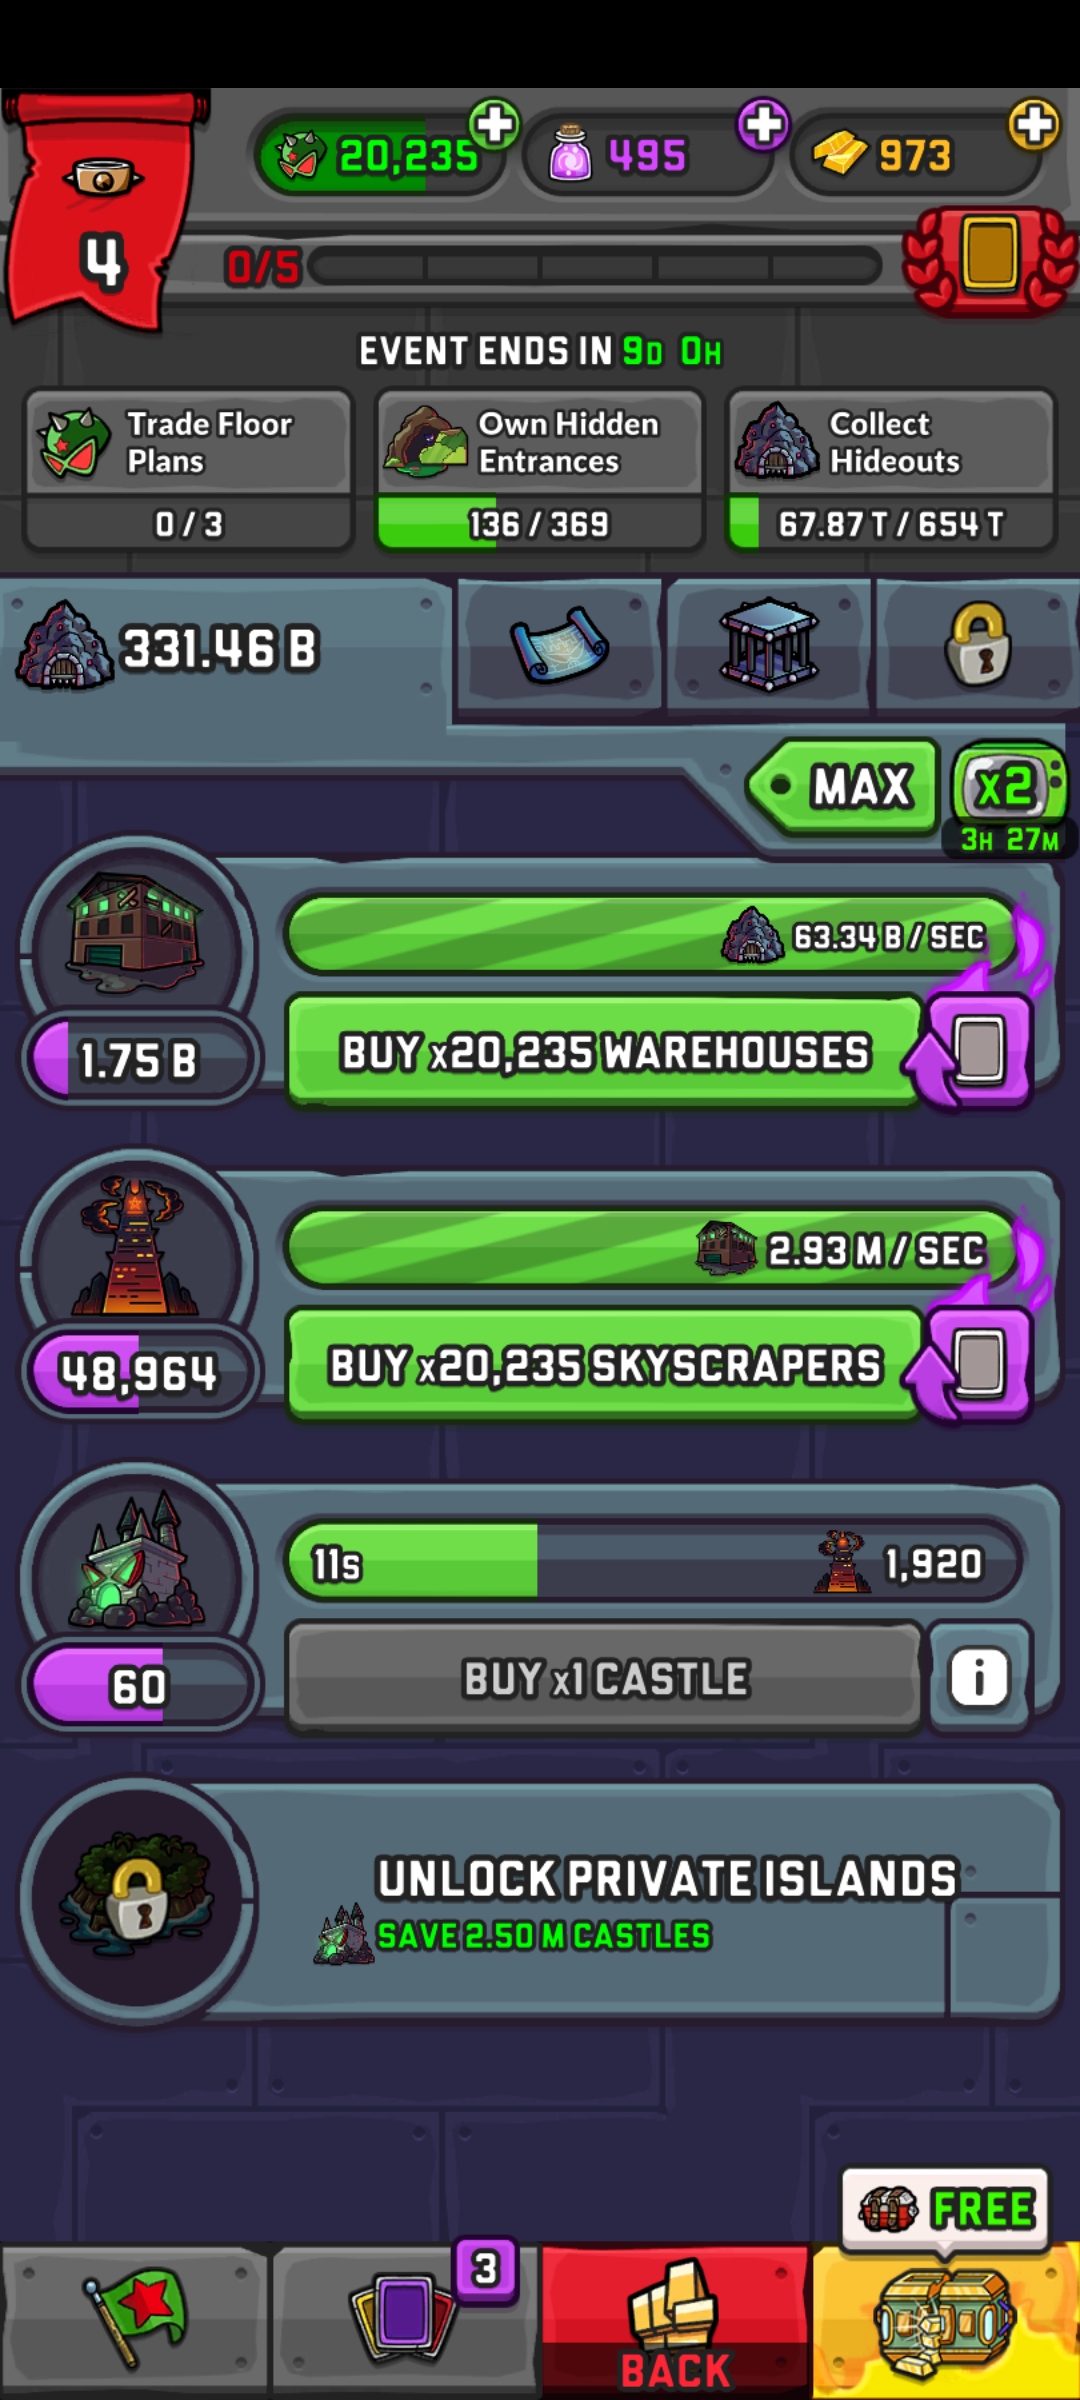 20,235
495
973
4
0/5
EVENT ENDS IN 9D 0H
Trade Floor
Plans
0 / 3
Own Hidden
Entrances
136 / 369
Collect
Hideouts
67.87 T / 654 T
331.46 B
MAX
x2
3H 27M
63.34 B / SEC
1.75 B
BUY x20,235 WAREHOUSES
2.93 M / SEC
48,964
BUY x20,235 SKYSCRAPERS
11s
1,920
60
BUY x1 CASTLE
i
UNLOCK PRIVATE ISLANDS
SAVE 2.50 M CASTLES
FREE
3
BACK